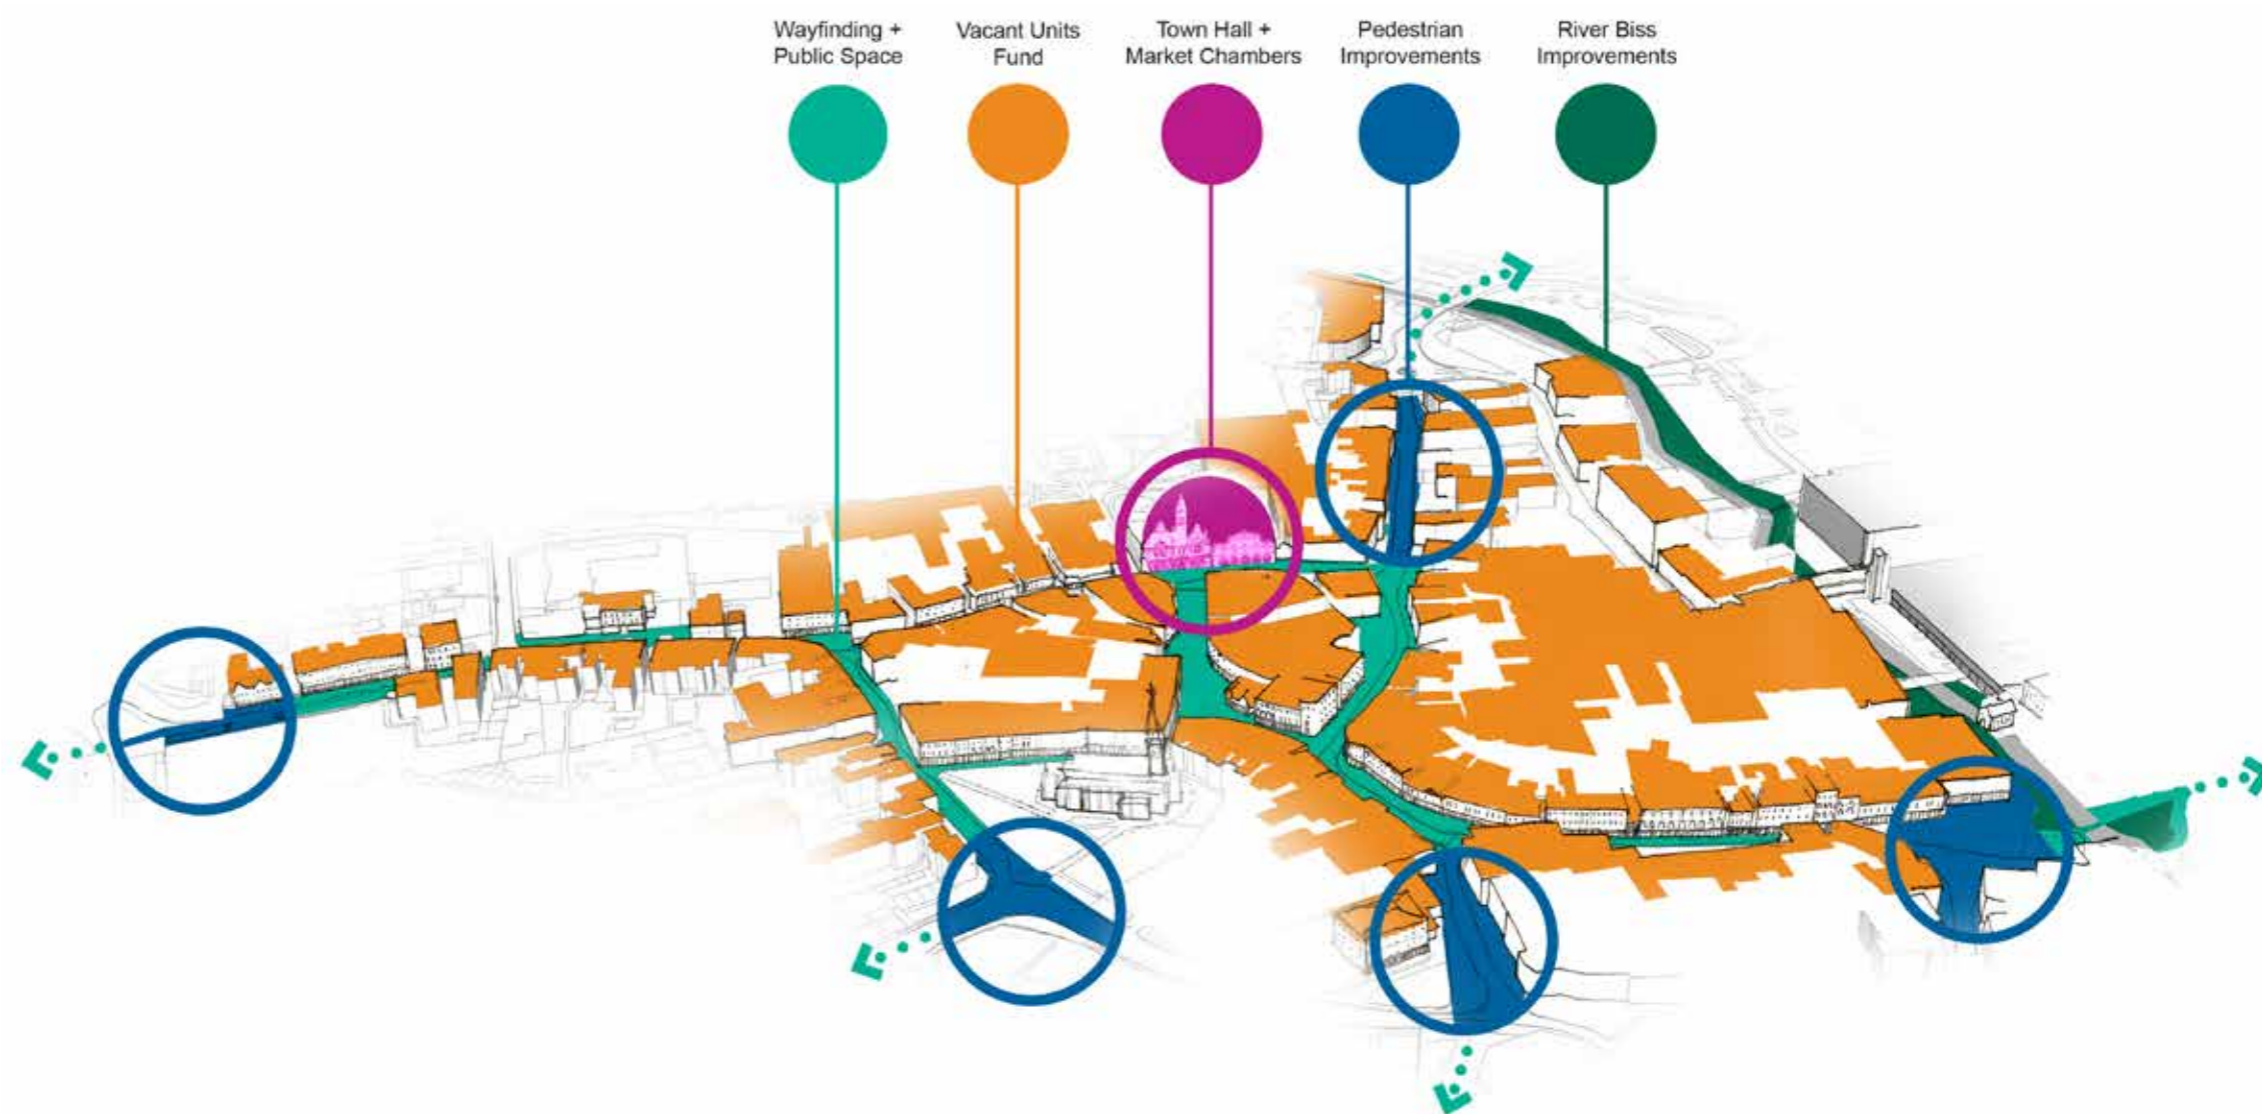 Wayfinding +
Public Space
Vacant Units
Fund
Town Hall +
Market Chambers
Pedestrian
Improvements
River Biss
Improvements